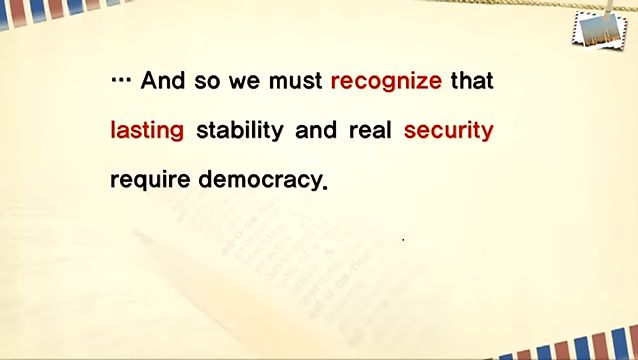 … And so we must recognize that
lasting stability and real security
require democracy.